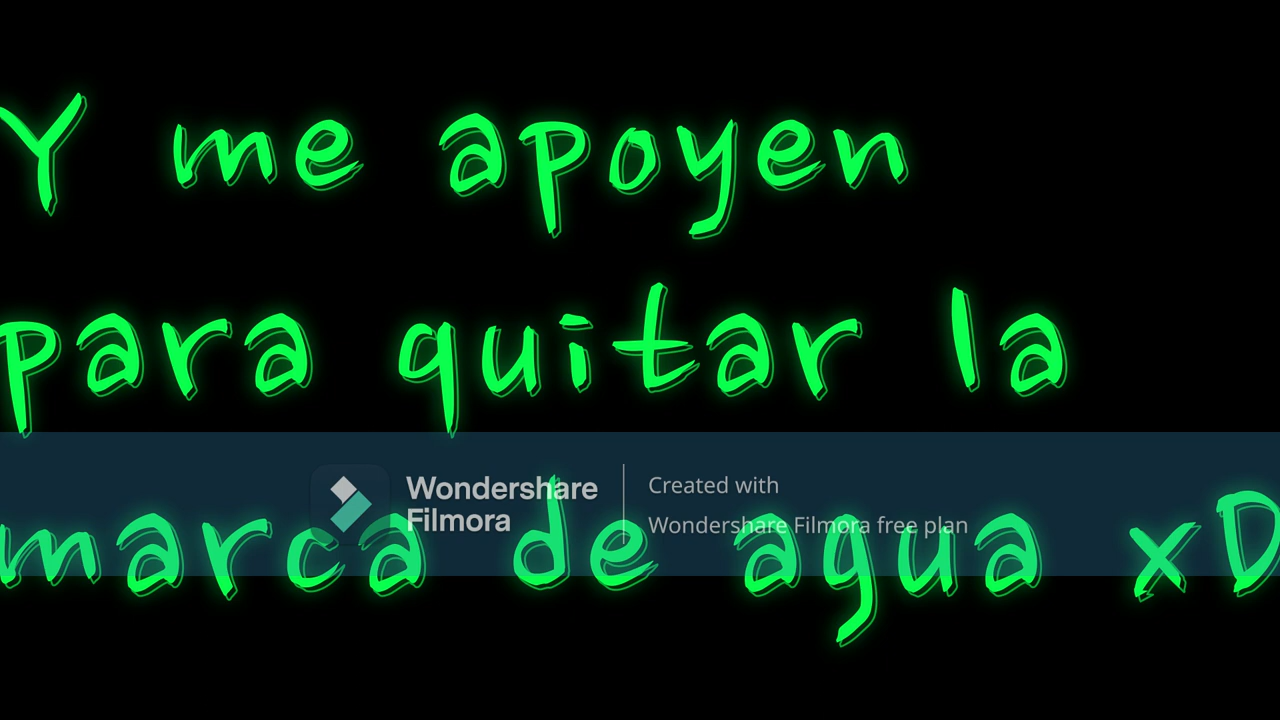 Y me apoyen
para quitar la
marca de agua xD
Wondershare
Filmora
Created with
Wondershare Filmora free plan